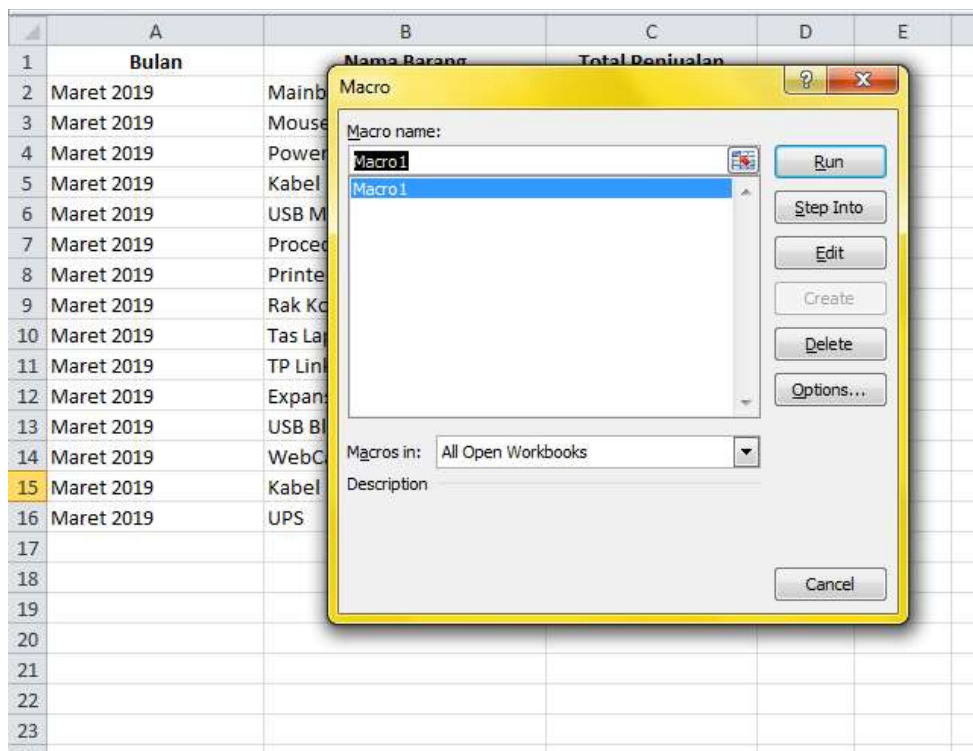 A B C D E
1 Bulan Nama Barang Total Penjualan
2 Maret 2019 Mainb
3 Maret 2019 Mouse
4 Maret 2019 Power
5 Maret 2019 Kabel
6 Maret 2019 USB M
7 Maret 2019 Proced
8 Maret 2019 Printe
9 Maret 2019 Rak Ko
10 Maret 2019 Tas Lap
11 Maret 2019 TP Link
12 Maret 2019 Expans
13 Maret 2019 USB Bl
14 Maret 2019 WebCa
15 Maret 2019 Kabel
16 Maret 2019 UPS
17
18
19
20
21
22
23
Macro
Macro name:
Macro1
Macro1
Run
Step Into
Edit
Create
Delete
Options...
Macros in: All Open Workbooks
Description
Cancel